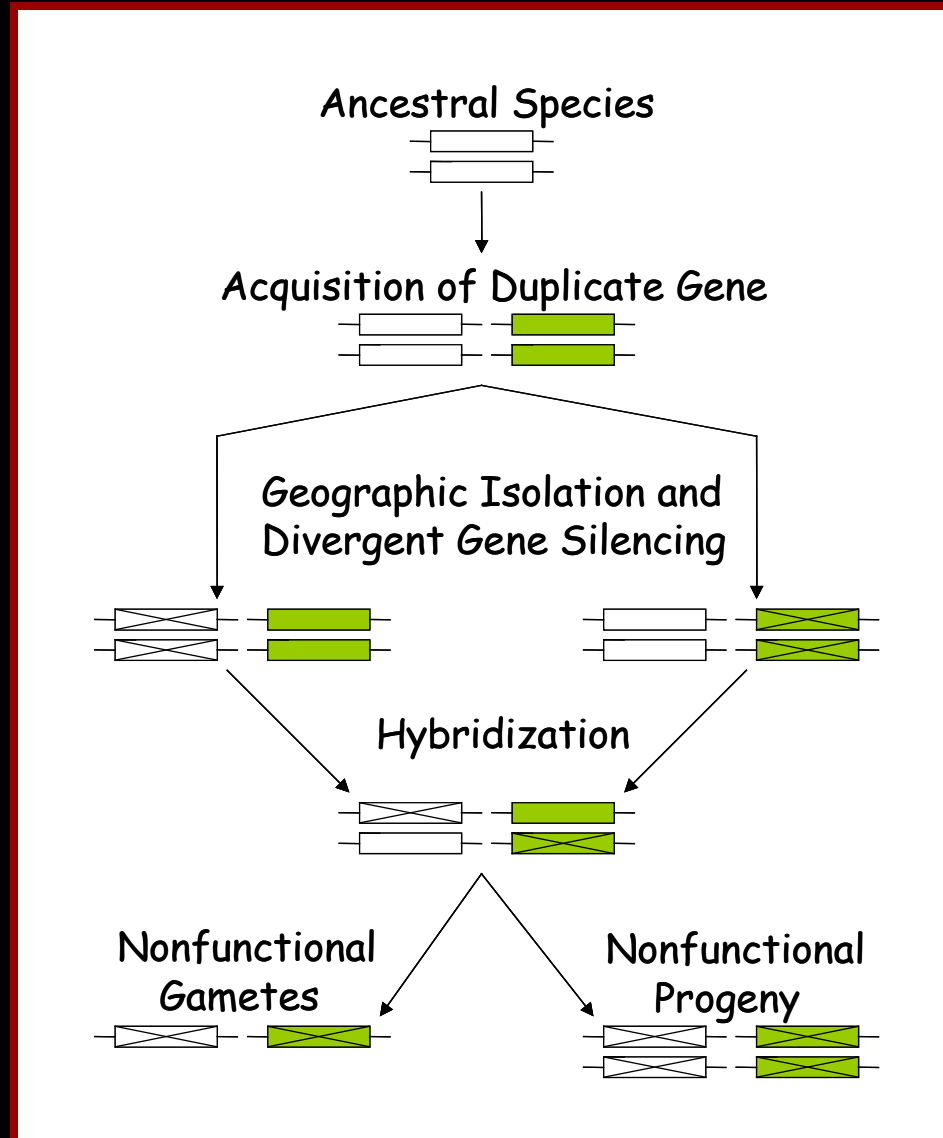 Ancestral Species
Acquisition of Duplicate Gene
Geographic Isolation and
Divergent Gene Silencing
Hybridization
Nonfunctional
Gametes
Nonfunctional
Progeny